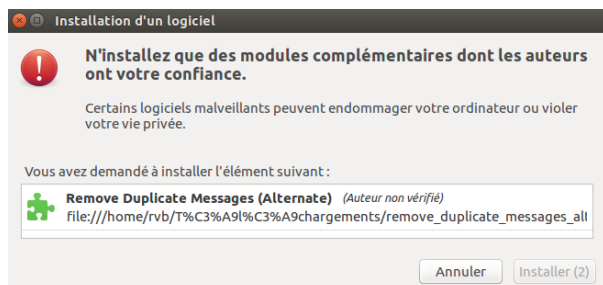 Installation d'un logiciel
N'installez que des modules complémentaires dont les auteurs
ont votre confiance.
Certains logiciels malveillants peuvent endommager votre ordinateur ou violer
votre vie privée.
Vous avez demandé à installer l'élément suivant :
Remove Duplicate Messages (Alternate) (Auteur non vérifié)
file:///home/rvb/T%C3%A9l%C3%A9chargements/remove_duplicate_messages_alt
Annuler Installer (2)